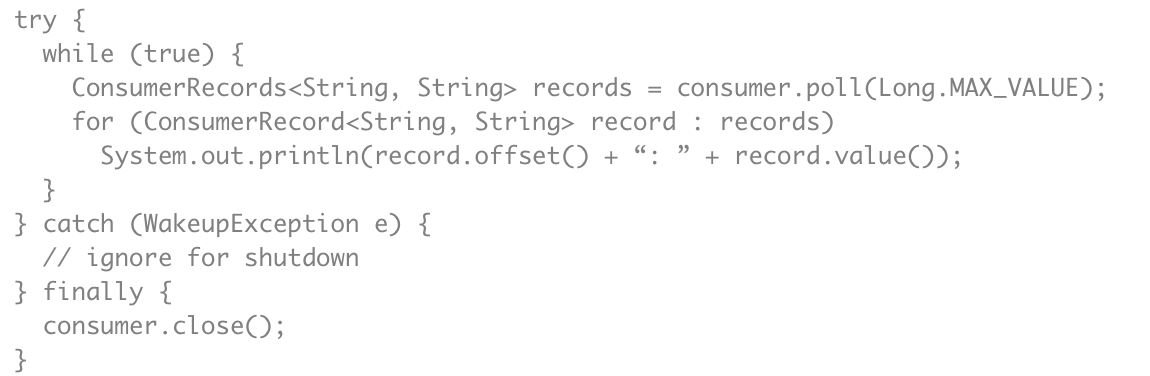 try {
  while (true) {
    ConsumerRecords<String, String> records = consumer.poll(Long.MAX_VALUE);
    for (ConsumerRecord<String, String> record : records)
      System.out.println(record.offset() + “: ” + record.value());
  }
} catch (WakeupException e) {
  // ignore for shutdown
} finally {
  consumer.close();
}